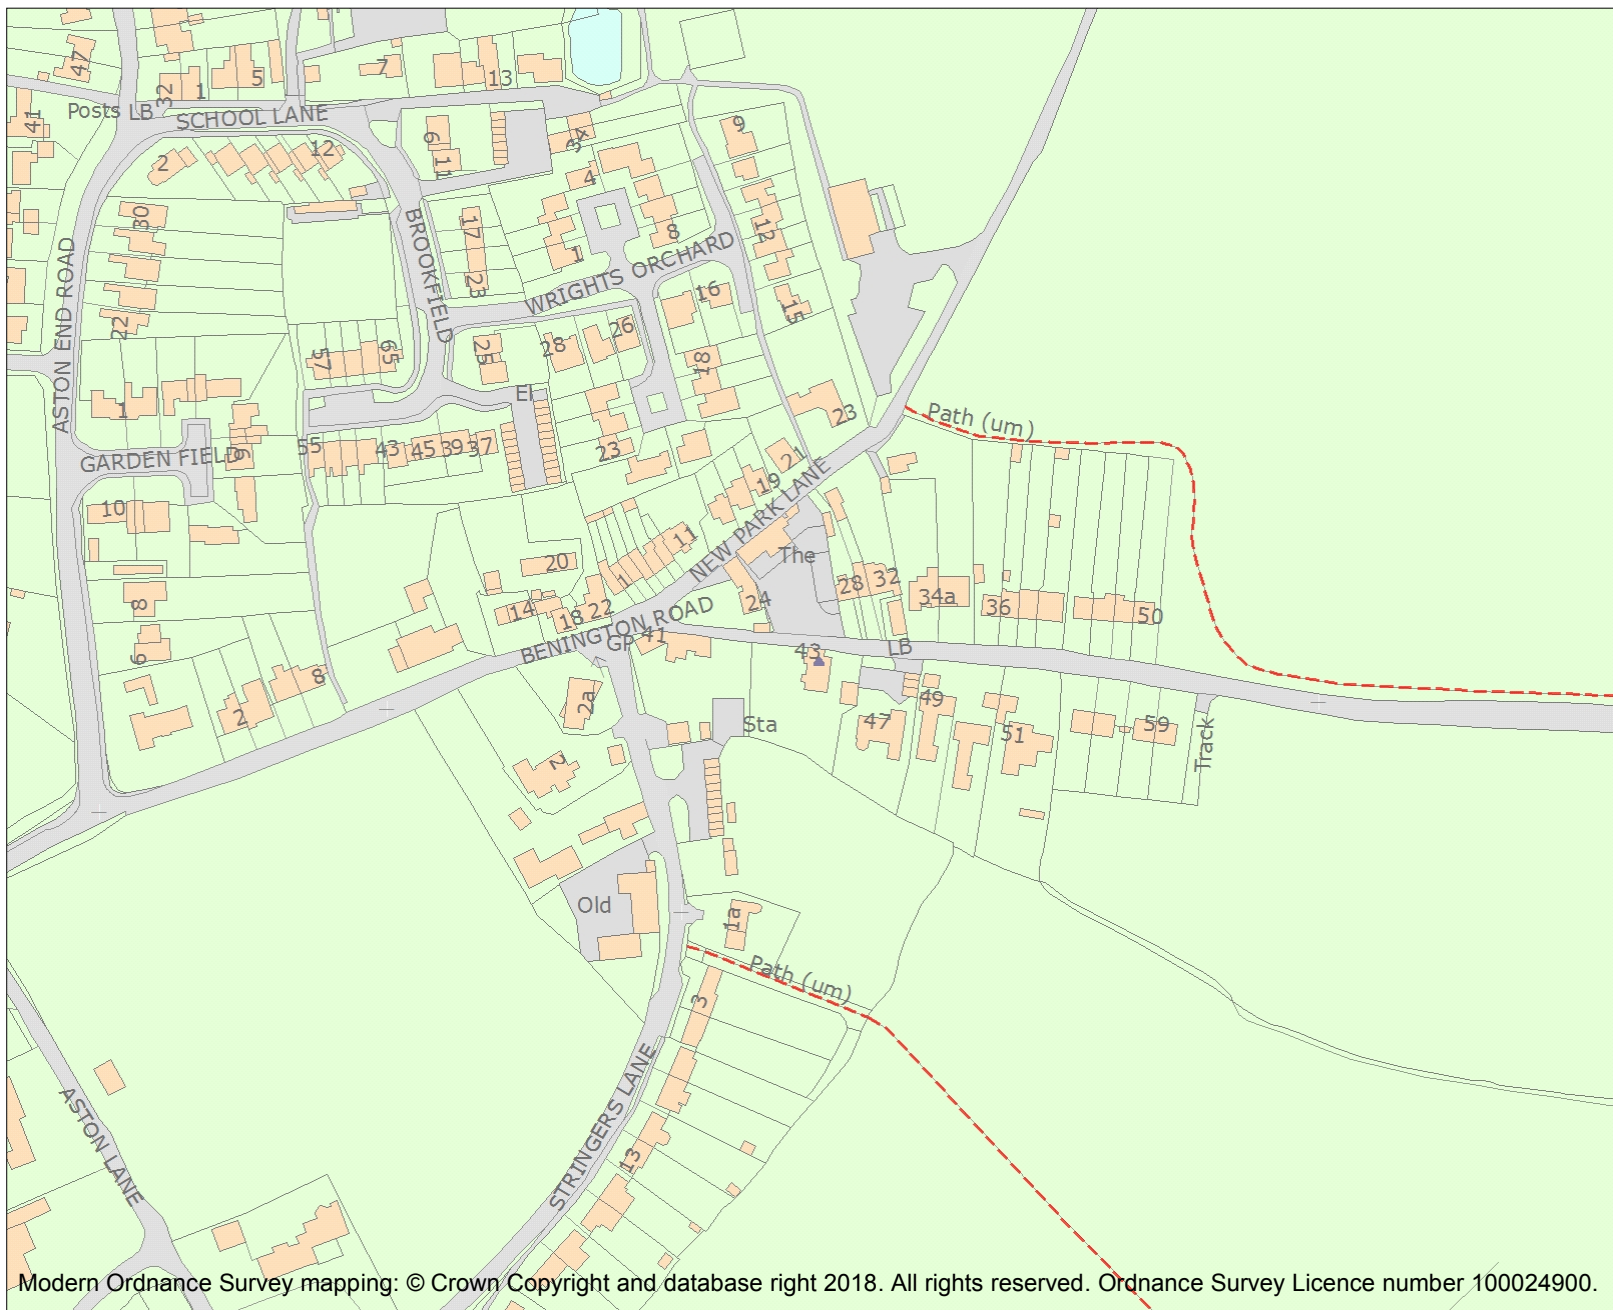 47
32
1
5
7
13
41
Posts LB
SCHOOL LANE
2
12
6
11
34
4
9
30
BROOKFIELD
17
23
1
8
12
WRIGHTS ORCHARD
16
15
ASTON END ROAD
22
57
65
25
28
26
18
1
El
23
Path (um)
GARDEN FIELD
9
55
43
45
39
37
23
21
19
NEW PARK LANE
10
20
11
1
The
8
14
18
22
24
28
32
34a
36
50
BENINGTON ROAD
GP
41
43
LB
6
8
2
2a
Sta
47
49
51
59
Track
2
Old
1a
Path (um)
3
STRINGERS LANE
13
ASTON LANE
Modern Ordnance Survey mapping: © Crown Copyright and database right 2018. All rights reserved. Ordnance Survey Licence number 100024900.